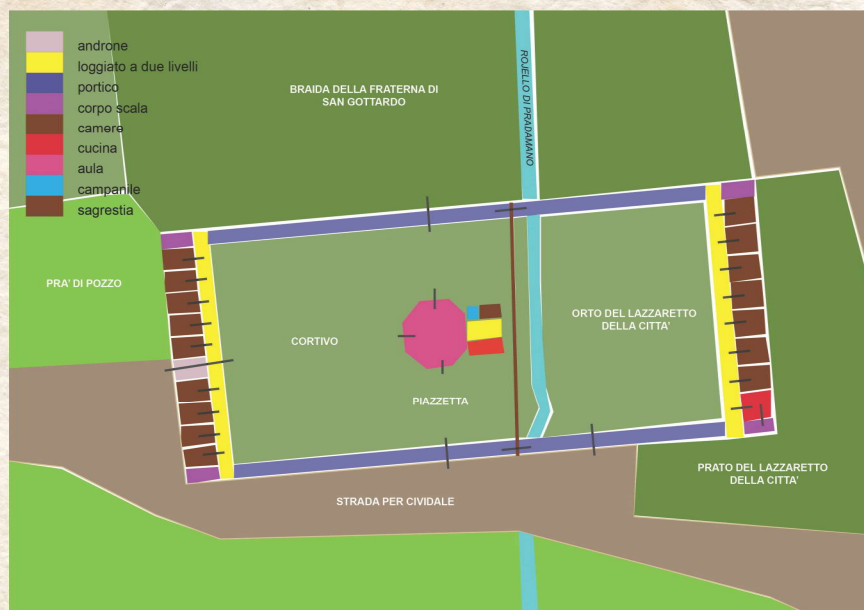 androne
loggiato a due livelli
portico
corpo scala
camere
cucina
aula
campanile
sagrestia
BRAIDA DELLA FRATERNA DI
SAN GOTTARDO
ROJELLO DI PRADAMANO
PRA' DI POZZO
CORTIVO
ORTO DEL LAZZARETTO
DELLA CITTA'
PIAZZETTA
PRATO DEL LAZZARETTO
DELLA CITTA'
STRADA PER CIVIDALE